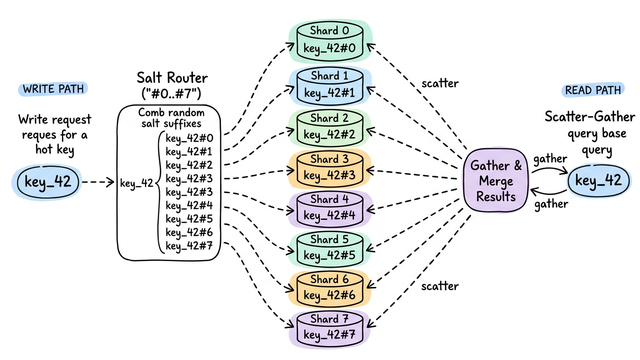 WRITE PATH
Write request
reques for a
hot key
key_42
Salt Router
("#0..#7")
Comb random
salt suffixes
key_42
key_42#0
key_42#1
key_42#2
key_42#3
key_42#3
key_42#4
key_42#5
key_42#6
key_42#7
Shard 0
key_42#0
Shard 1
key_42#1
Shard 2
key_42#2
Shard 3
key_42#3
Shard 4
key_42#4
Shard 5
key_42#5
Shard 6
key_42#6
Shard 7
key_42#7
scatter
scatter
Gather &
Merge
Results
gather
gather
READ PATH
Scatter-Gather
query base
query
key_42